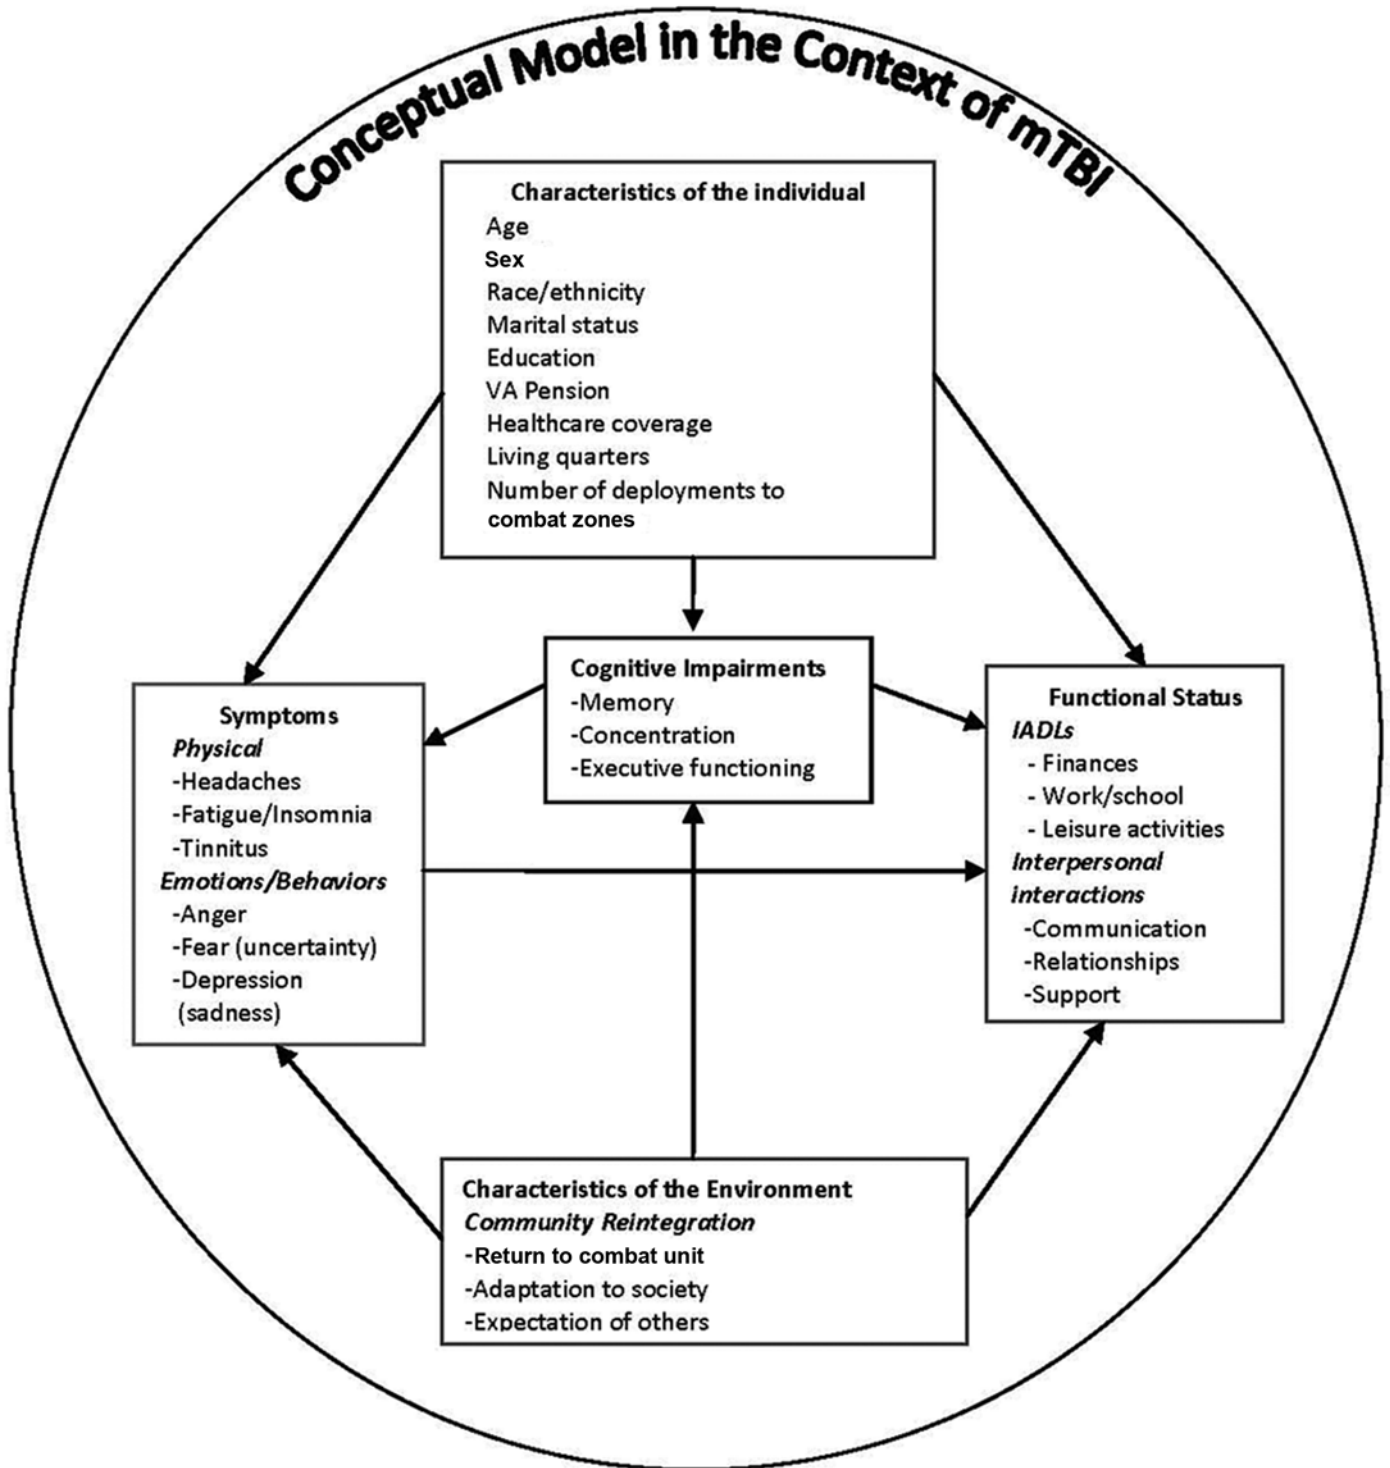 Conceptual Model in the Context of mTBI
Characteristics of the individual
Age
Sex
Race/ethnicity
Marital status
Education
VA Pension
Healthcare coverage
Living quarters
Number of deployments to
combat zones
Cognitive Impairments
-Memory
-Concentration
-Executive functioning
Symptoms
Physical
-Headaches
-Fatigue/Insomnia
-Tinnitus
Emotions/Behaviors
-Anger
-Fear (uncertainty)
-Depression
(sadness)
Functional Status
IADLs
- Finances
- Work/school
- Leisure activities
Interpersonal
interactions
-Communication
-Relationships
-Support
Characteristics of the Environment
Community Reintegration
-Return to combat unit
-Adaptation to society
-Expectation of others